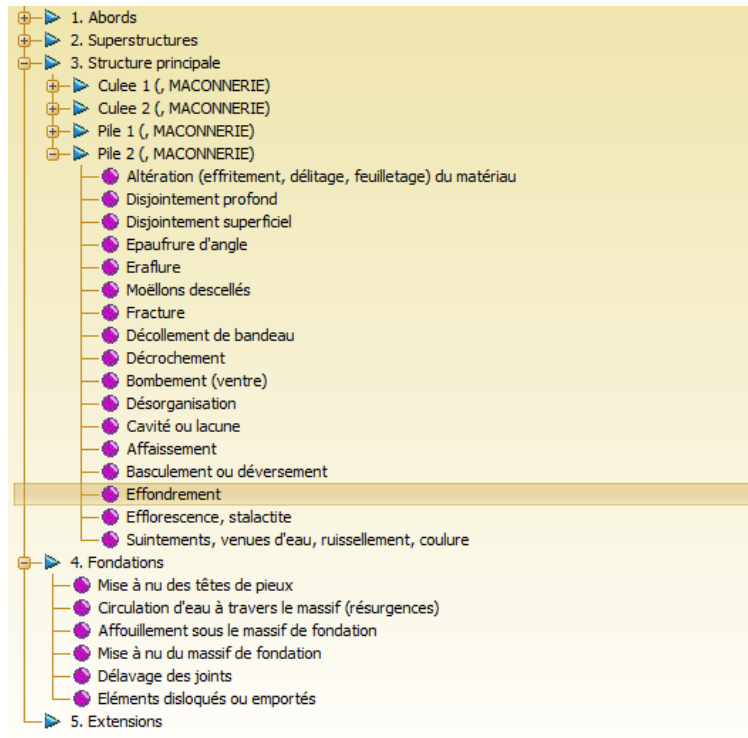 1. Abords
2. Superstructures
3. Structure principale
Culee 1 (, MACONNERIE)
Culee 2 (, MACONNERIE)
Pile 1 (, MACONNERIE)
Pile 2 (, MACONNERIE)
Altération (effritement, délitage, feuilletage) du matériau
Disjointement profond
Disjointement superficiel
Epaufrure d'angle
Eraflure
Moëllons descellés
Fracture
Décollement de bandeau
Décrochement
Bombement (ventre)
Désorganisation
Cavité ou lacune
Affaissement
Basculement ou déversement
Effondrement
Efflorescence, stalactite
Suintements, venues d'eau, ruissellement, coulure
4. Fondations
Mise à nu des têtes de pieux
Circulation d'eau à travers le massif (résurgences)
Affouillement sous le massif de fondation
Mise à nu du massif de fondation
Délavage des joints
Eléments disloqués ou emportés
5. Extensions